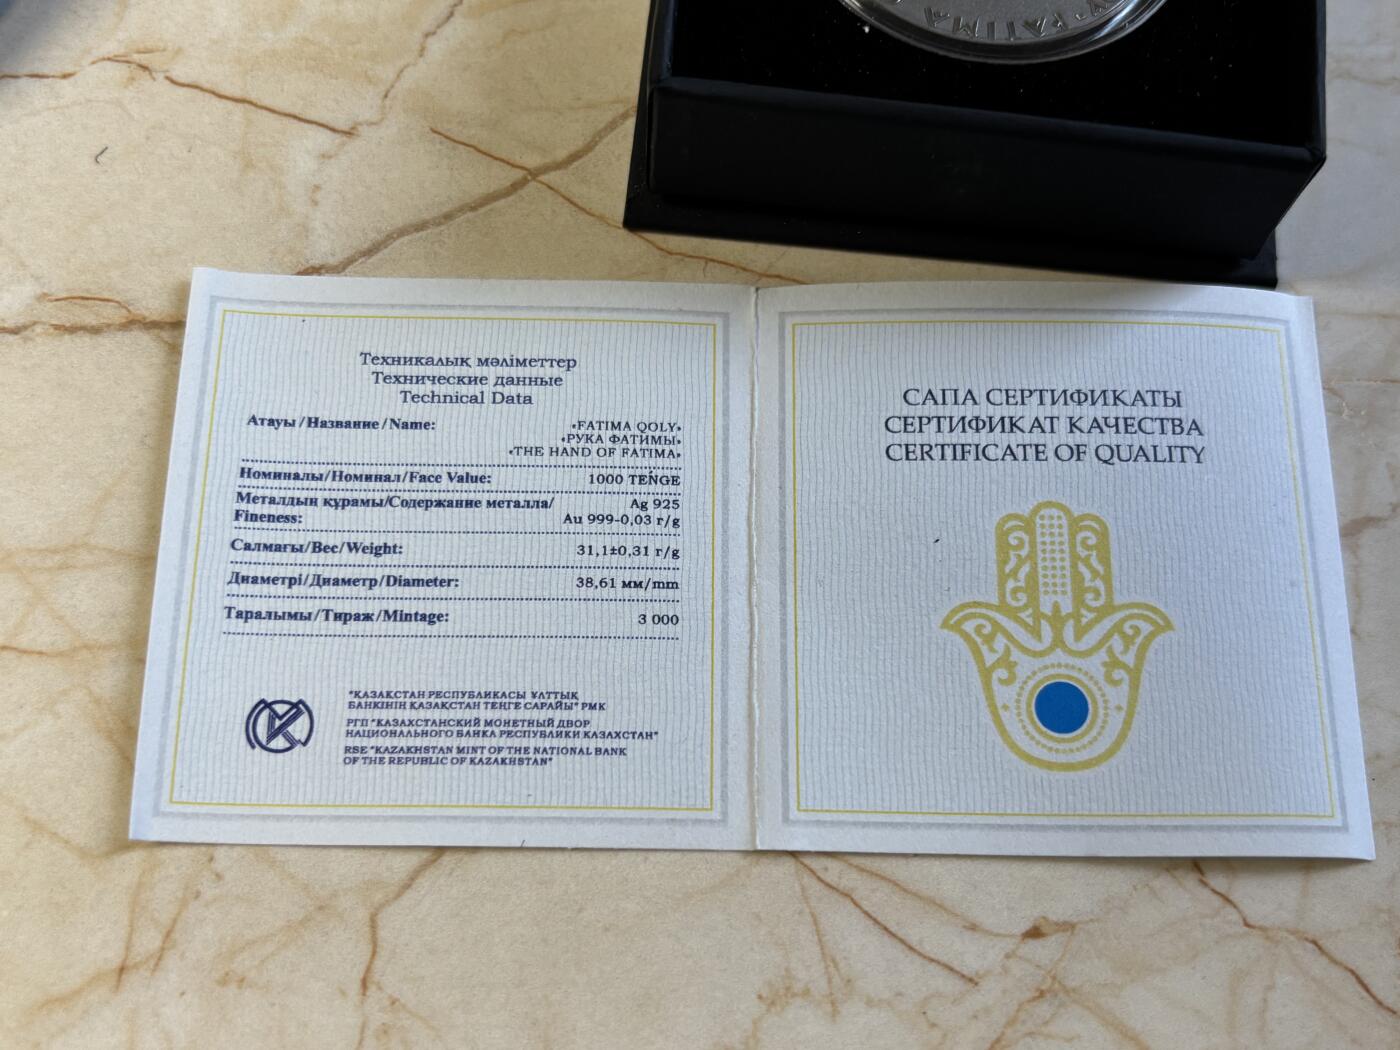 FATIMA
Техникалық мәліметтер
Технические данные
Technical Data
Атауы/Название/Name: «FATIMA QOLY»
«РУКА ФАТИМЫ»
«THE HAND OF FATIMA»
Номиналы/Номинал/Face Value: 1000 TEŃGE
Металдың құрамы/Содержание металла/ Ag 925
Fineness: Au 999-0,03 г/g
Салмағы/Вес/Weight: 31,1±0,31 г/g
Диаметрі/Диаметр/Diameter: 38,61 мм/mm
Таралымы/Тираж/Mintage: 3 000
"ҚАЗАҚСТАН РЕСПУБЛИКАСЫ ҰЛТТЫҚ
БАНКІНІҢ ҚАЗАҚСТАН ТЕҢГЕ САРАЙЫ" РМК
РГП "КАЗАХСТАНСКИЙ МОНЕТНЫЙ ДВОР
НАЦИОНАЛЬНОГО БАНКА РЕСПУБЛИКИ КАЗАХСТАН"
RSE "KAZAKHSTAN MINT OF THE NATIONAL BANK
OF THE REPUBLIC OF KAZAKHSTAN"
САПА СЕРТИФИКАТЫ
СЕРТИФИКАТ КАЧЕСТВА
CERTIFICATE OF QUALITY